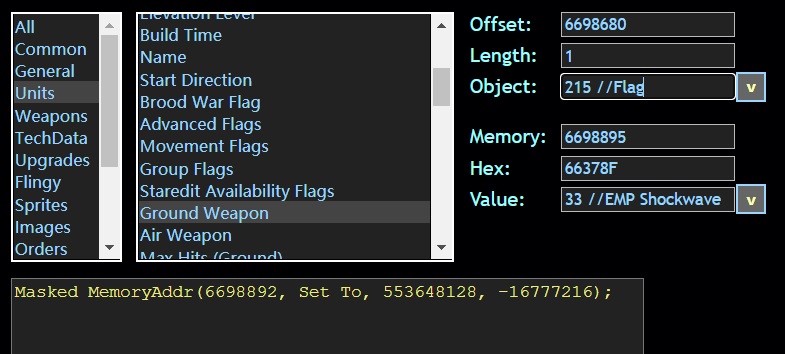 All
Common
General
Units
Weapons
TechData
Upgrades
Flingy
Sprites
Images
Orders
Elevation Level
Build Time
Name
Start Direction
Brood War Flag
Advanced Flags
Movement Flags
Group Flags
Staredit Availability Flags
Ground Weapon
Air Weapon
Max Hits (Ground)
Offset: 6698680
Length: 1
Object: 215 //Flag v
Memory: 6698895
Hex: 66378F
Value: 33 //EMP Shockwave v
Masked MemoryAddr(6698892, Set To, 553648128, -16777216);